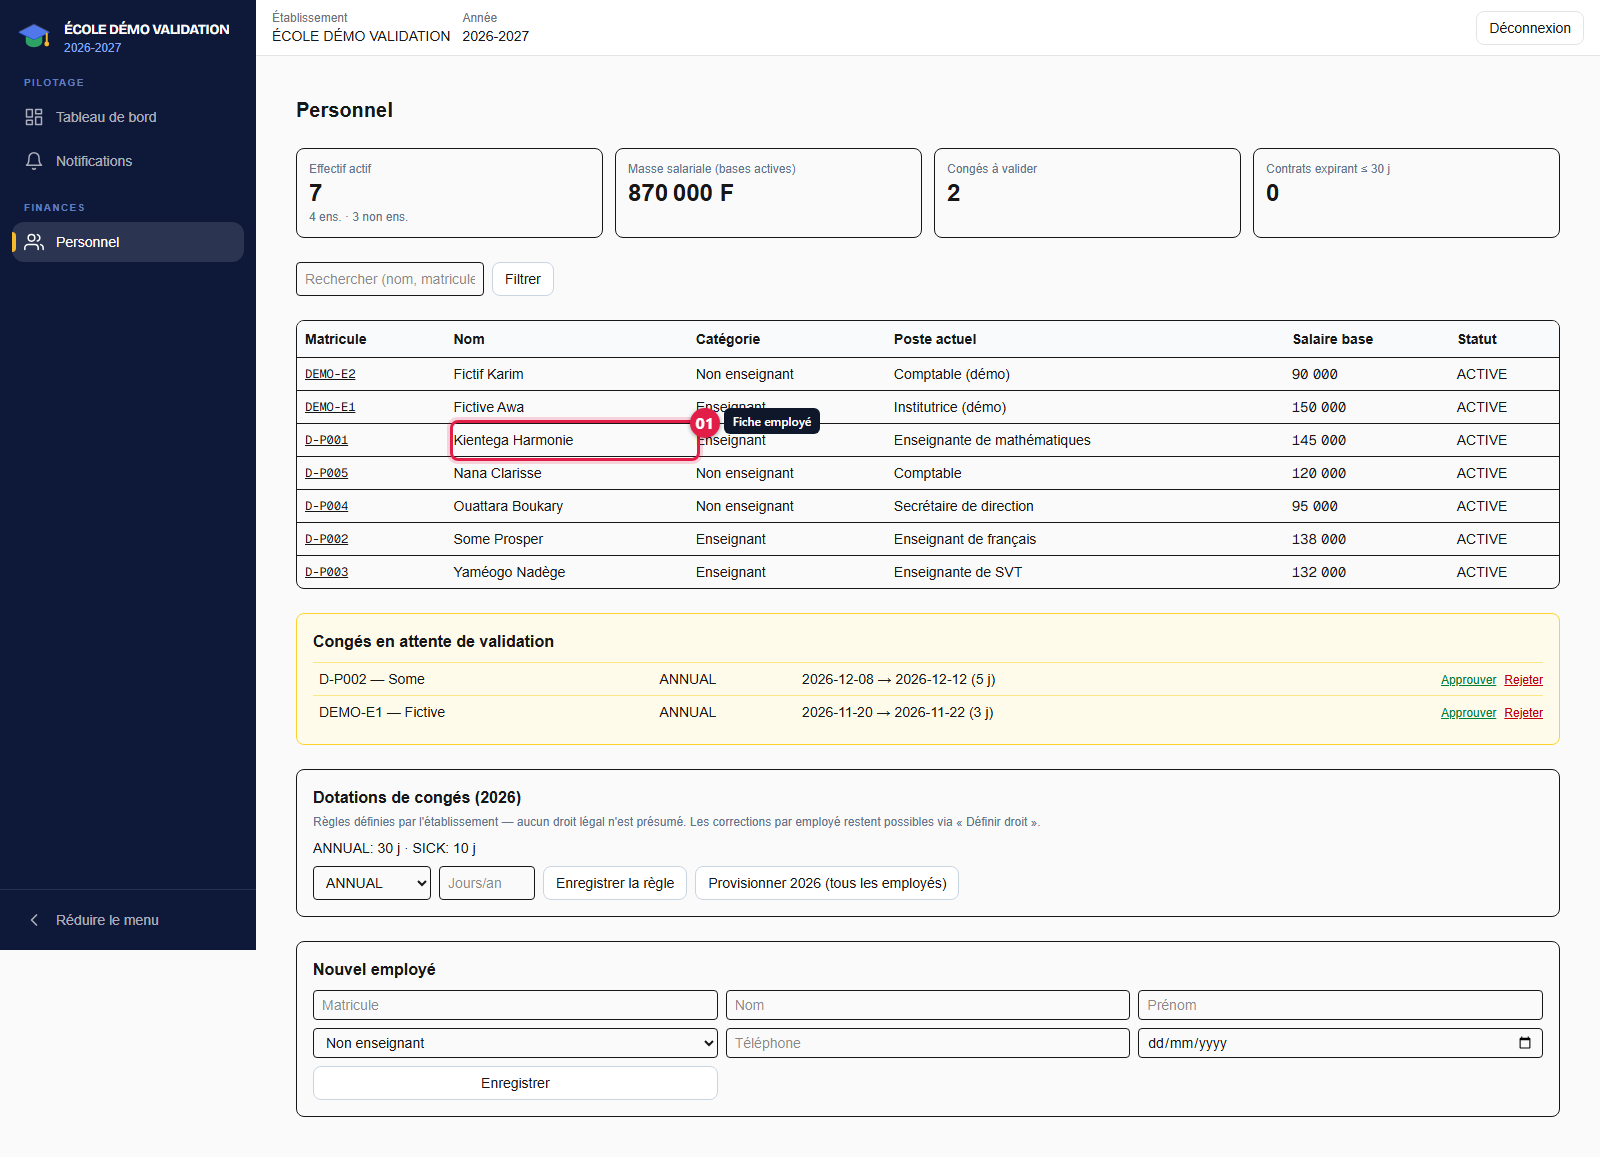 ÉCOLE DÉMO VALIDATION
2026-2027
PILOTAGE
Tableau de bord
Notifications
FINANCES
Personnel
Réduire le menu
Établissement Année
ÉCOLE DÉMO VALIDATION 2026-2027
Déconnexion
Personnel
Effectif actif
7
4 ens. · 3 non ens.
Masse salariale (bases actives)
870 000 F
Congés à valider
2
Contrats expirant ≤ 30 j
0
Rechercher (nom, matricule Filtrer
Matricule Nom Catégorie Poste actuel Salaire base Statut
DEMO-E2 Fictif Karim Non enseignant Comptable (démo) 90 000 ACTIVE
DEMO-E1 Fictive Awa Enseignant Institutrice (démo) 150 000 ACTIVE
01 Fiche employé
D-P001 Kientega Harmonie Enseignant Enseignante de mathématiques 145 000 ACTIVE
D-P005 Nana Clarisse Non enseignant Comptable 120 000 ACTIVE
D-P004 Ouattara Boukary Non enseignant Secrétaire de direction 95 000 ACTIVE
D-P002 Some Prosper Enseignant Enseignant de français 138 000 ACTIVE
D-P003 Yaméogo Nadège Enseignant Enseignante de SVT 132 000 ACTIVE
Congés en attente de validation
D-P002 — Some ANNUAL 2026-12-08 → 2026-12-12 (5 j) Approuver Rejeter
DEMO-E1 — Fictive ANNUAL 2026-11-20 → 2026-11-22 (3 j) Approuver Rejeter
Dotations de congés (2026)
Règles définies par l'établissement — aucun droit légal n'est présumé. Les corrections par employé restent possibles via « Définir droit ».
ANNUAL: 30 j · SICK: 10 j
ANNUAL Jours/an Enregistrer la règle Provisionner 2026 (tous les employés)
Nouvel employé
Matricule Nom Prénom
Non enseignant Téléphone dd/mm/yyyy
Enregistrer